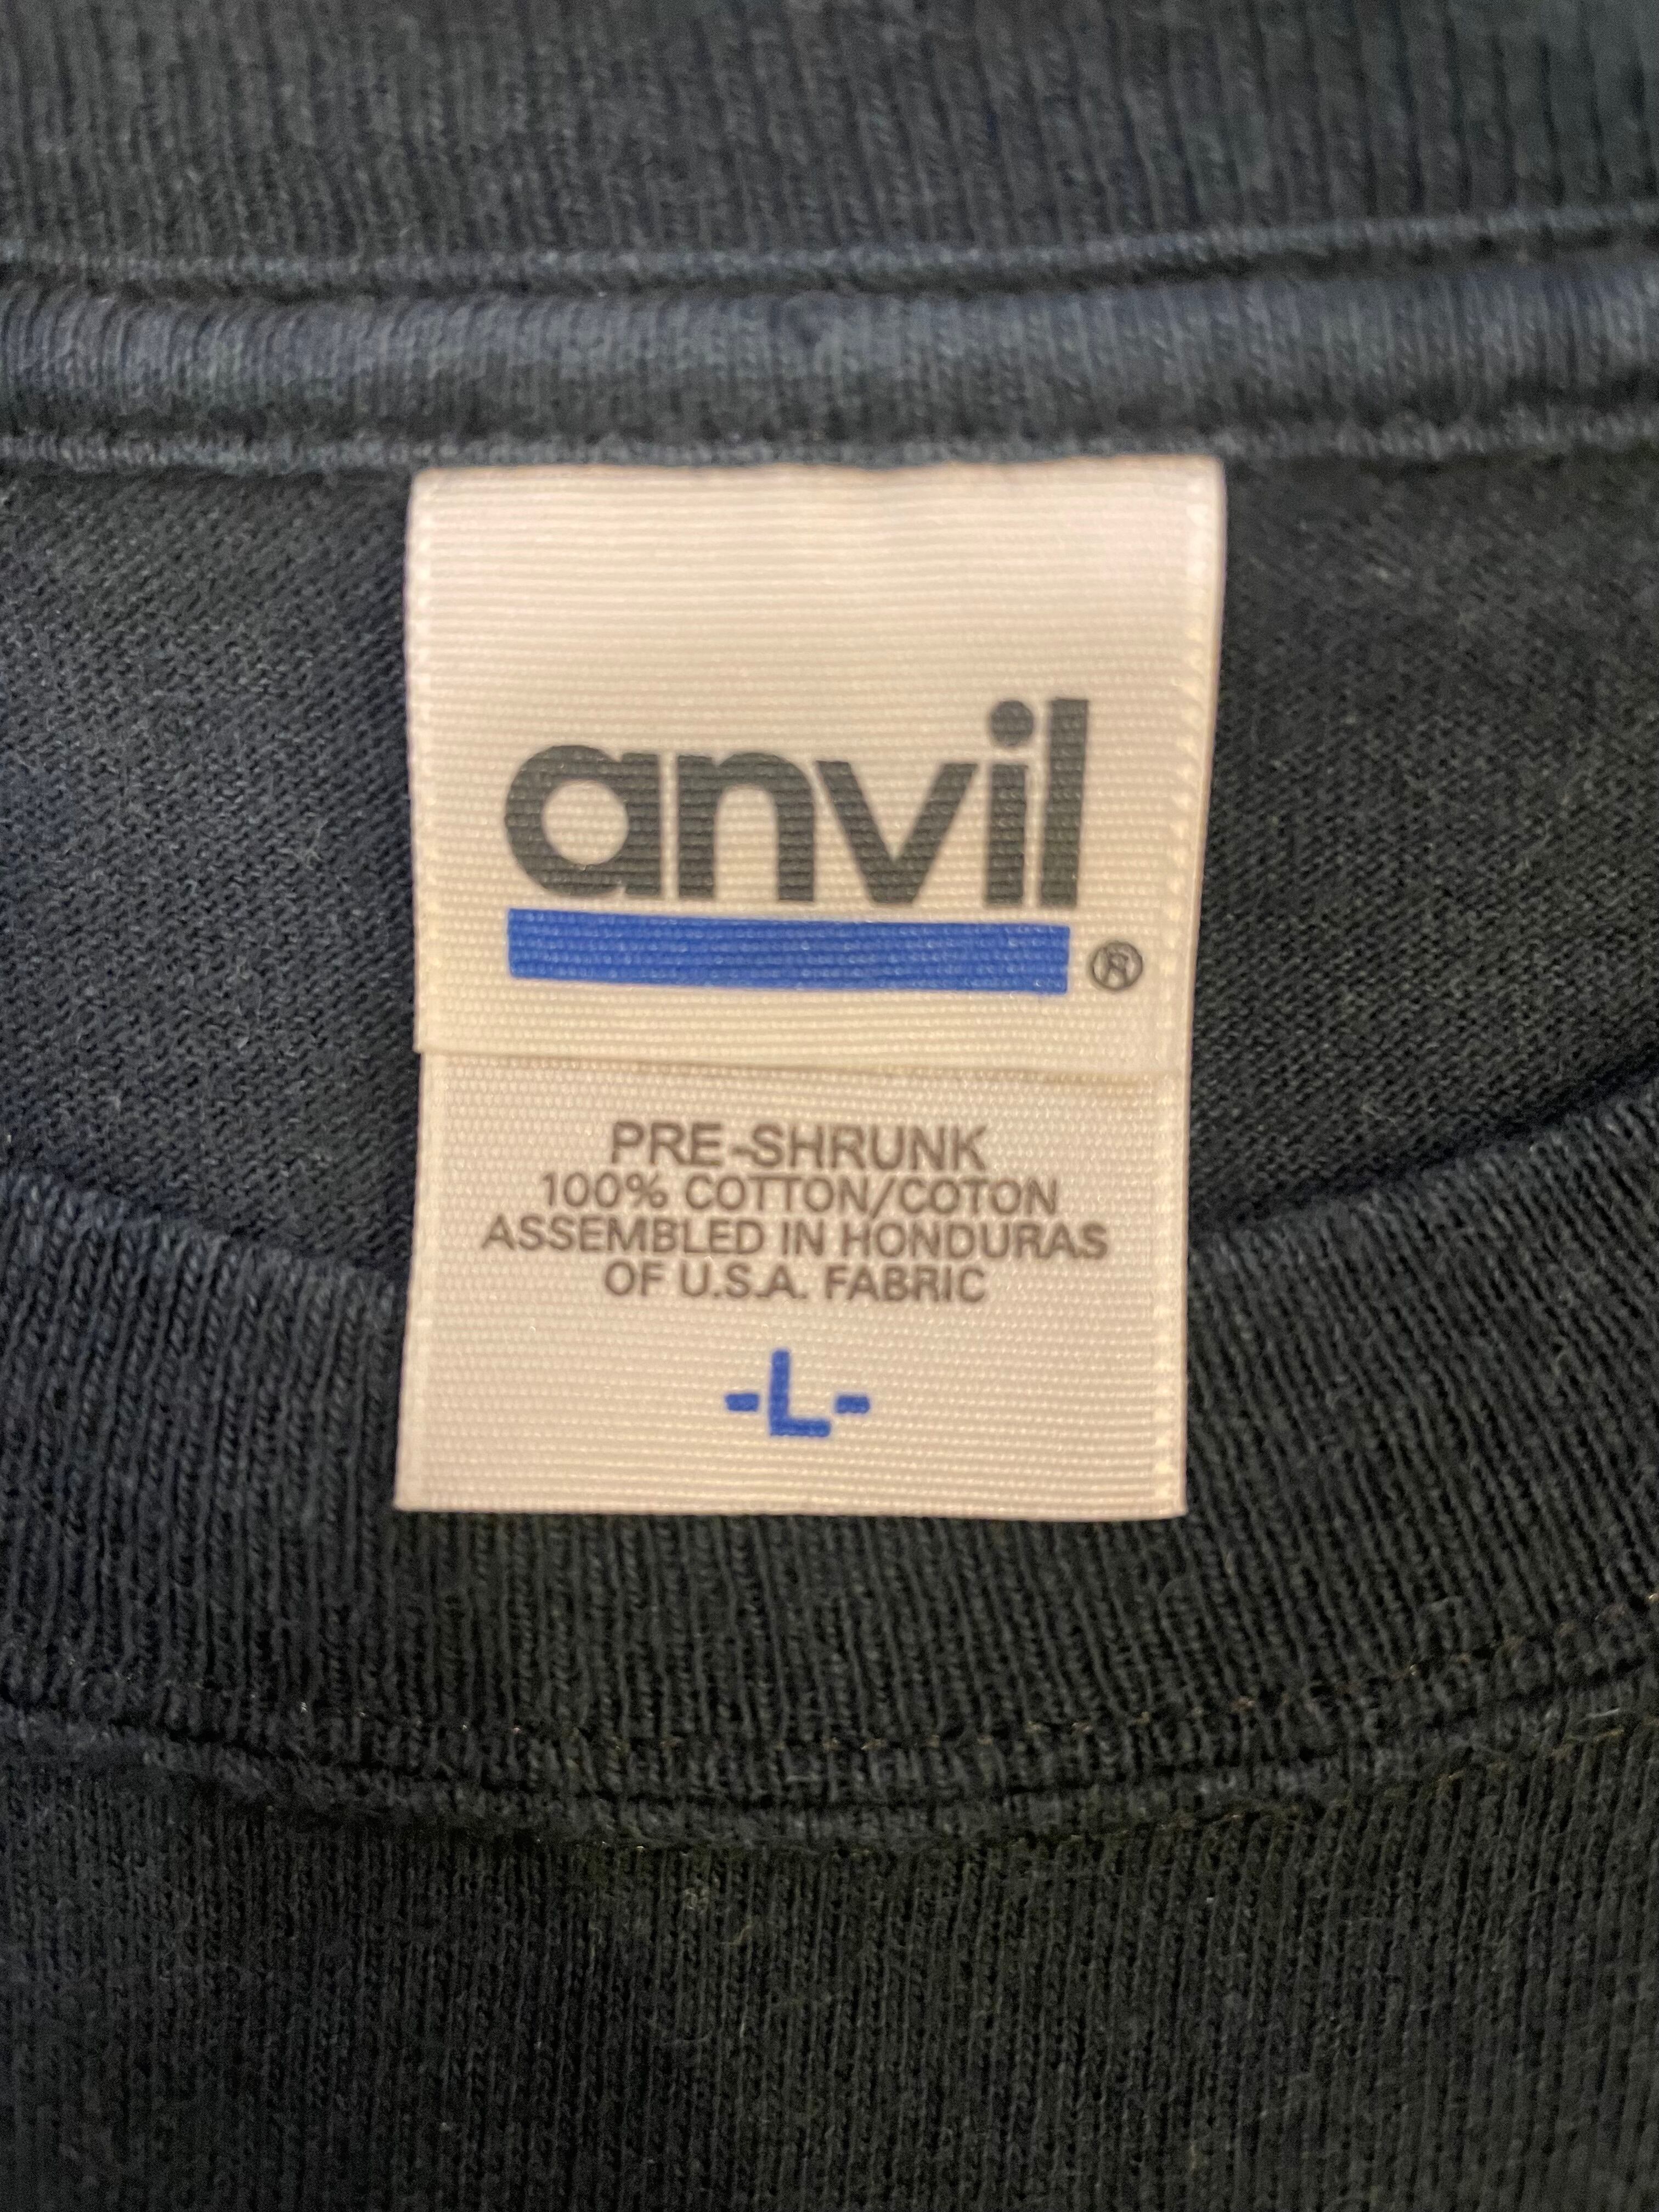 anvil
®
PRE-SHRUNK
100% COTTON/COTON
ASSEMBLED IN HONDURAS
OF U.S.A. FABRIC
-L-